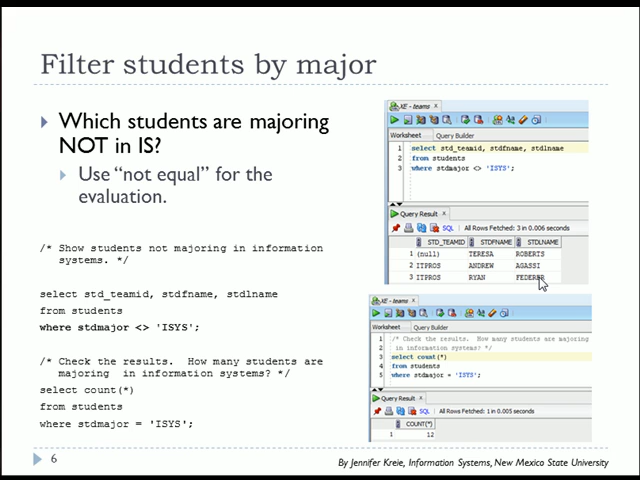 Filter students by major
Which students are majoring
NOT in IS?
Use “not equal” for the
evaluation.
/* Show students not majoring in information
systems. */
select std_teamid, stdfname, stdlname
from students
where stdmajor <> 'ISYS';
/* Check the results. How many students are
majoring in information systems? */
select count(*)
from students
where stdmajor = 'ISYS';
XE - teams
Worksheet Query Builder
1 select std_teamid, stdfname, stdlname
2 from students
3 where stdmajor <> 'ISYS';
Query Result
SQL All Rows Fetched: 3 in 0.006 seconds
STD_TEAMID STDFNAME STDLNAME
1 (null) TERESA ROBERTS
2 ITPROS ANDREW AGASSI
3 ITPROS RYAN FEDERER
XE - teams
Worksheet Query Builder
1 /* Check the results. How many students are majoring
2 in information systems? */
3 select count(*)
4 from students
5 where stdmajor = 'ISYS';
Query Result
SQL All Rows Fetched: 1 in 0.005 seconds
COUNT(*)
1 12
6
By Jennifer Kreie, Information Systems, New Mexico State University